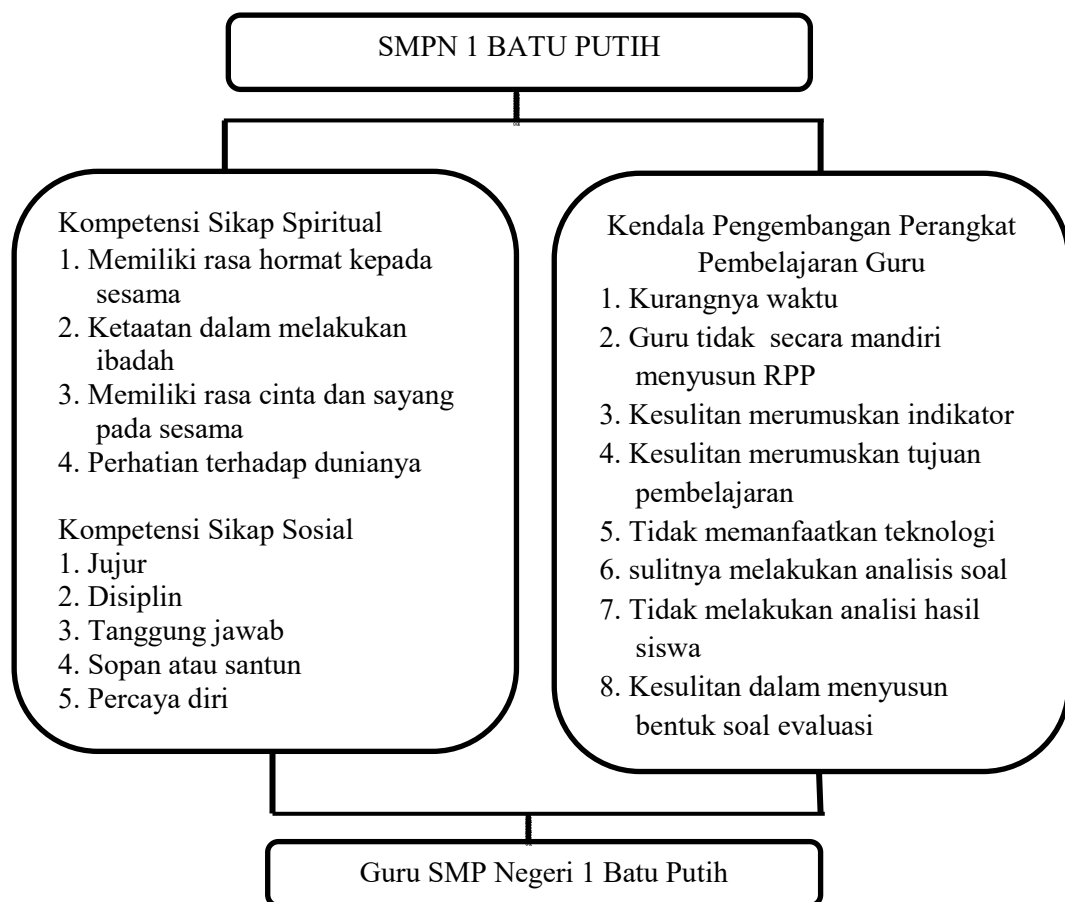 SMPN 1 BATU PUTIH
Kompetensi Sikap Spiritual
1. Memiliki rasa hormat kepada
sesama
2. Ketaatan dalam melakukan
ibadah
3. Memiliki rasa cinta dan sayang
pada sesama
4. Perhatian terhadap dunianya
Kompetensi Sikap Sosial
1. Jujur
2. Disiplin
3. Tanggung jawab
4. Sopan atau santun
5. Percaya diri
Kendala Pengembangan Perangkat
Pembelajaran Guru
1. Kurangnya waktu
2. Guru tidak secara mandiri
menyusun RPP
3. Kesulitan merumuskan indikator
4. Kesulitan merumuskan tujuan
pembelajaran
5. Tidak memanfaatkan teknologi
6. sulitnya melakukan analisis soal
7. Tidak melakukan analisi hasil
siswa
8. Kesulitan dalam menyusun
bentuk soal evaluasi
Guru SMP Negeri 1 Batu Putih